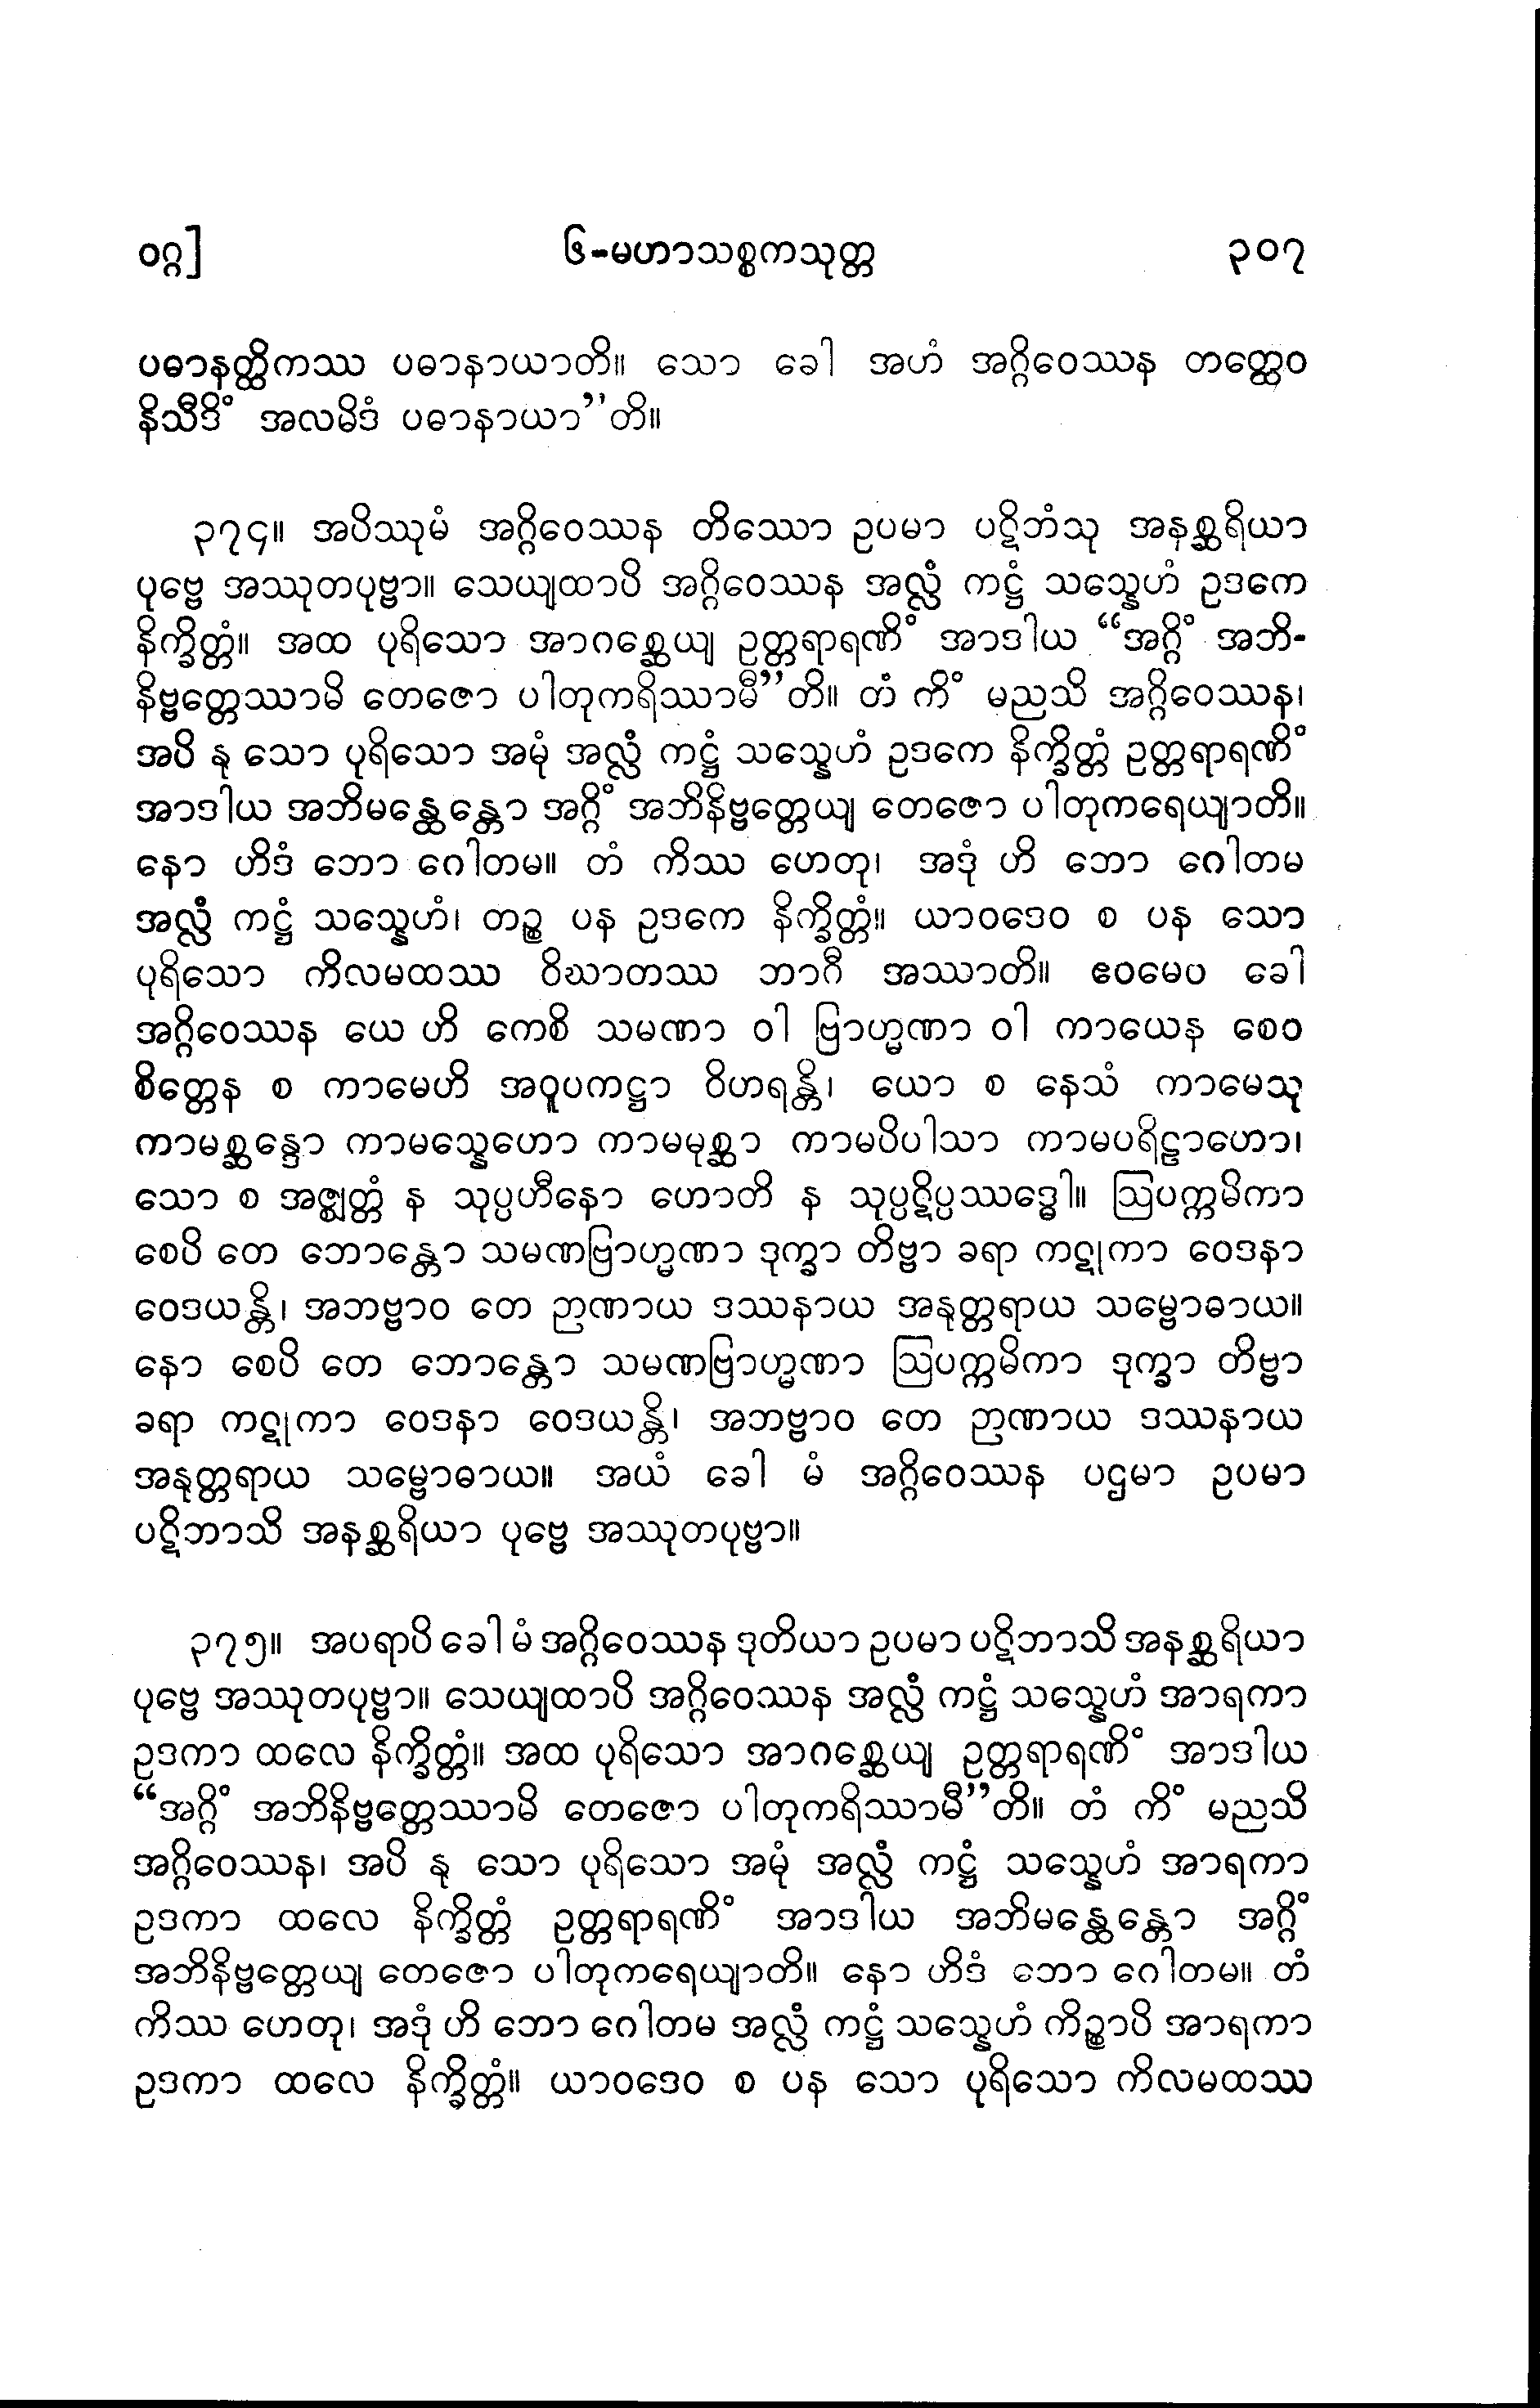 ဝဂ္ဂ]
၆-မဟာသစ္စကသုတ္တ
၃၀၇
ပဓာနတ္ထိကဿ ပဓာနာယာတိ။ သော ခေါ အဟံ အဂ္ဂိဝေဿန တတ္ထေဝ
နိသီဒိံ အလမိဒံ ပဓာနာယာ”တိ။
၃၇၄။ အပိဿုမံ အဂ္ဂိဝေဿန တိဿော ဥပမာ ပဋိဘံသု အနစ္ဆရိယာ
ပုဗ္ဗေ အဿုတပုဗ္ဗာ။ သေယျထာပိ အဂ္ဂိဝေဿန အလ္လံ ကဋ္ဌံ သသ္နေဟံ ဥဒကေ
နိက္ခိတ္တံ။ အထ ပုရိသော အာဂစ္ဆေယျ ဥတ္တရာရဏိံ အာဒါယ “အဂ္ဂိံ အဘိ-
နိဗ္ဗတ္တေဿာမိ တေဇော ပါတုကရိဿာမီ”တိ။ တံ ကိံ မညသိ အဂ္ဂိဝေဿန၊
အပိ နု သော ပုရိသော အမုံ အလ္လံ ကဋ္ဌံ သသ္နေဟံ ဥဒကေ နိက္ခိတ္တံ ဥတ္တရာရဏိံ
အာဒါယ အဘိမန္ထေန္တော အဂ္ဂိံ အဘိနိဗ္ဗတ္တေယျ တေဇော ပါတုကရေယျာတိ။
နော ဟိဒံ ဘော ဂေါတမ။ တံ ကိဿ ဟေတု၊ အဒုံ ဟိ ဘော ဂေါတမ
အလ္လံ ကဋ္ဌံ သသ္နေဟံ၊ တဉ္စ ပန ဥဒကေ နိက္ခိတ္တံ။ ယာဝဒေဝ စ ပန သော
ပုရိသော ကိလမထဿ ဝိဃာတဿ ဘာဂီ အဿာတိ။ ဧဝမေဝ ခေါ
အဂ္ဂိဝေဿန ယေ ဟိ ကေစိ သမဏာ ဝါ ဗြာဟ္မဏာ ဝါ ကာယေန စေဝ
စိတ္တေန စ ကာမေဟိ အဝူပကဋ္ဌာ ဝိဟရန္တိ၊ ယော စ နေသံ ကာမေသု
ကာမစ္ဆန္ဒော ကာမသ္နေဟော ကာမမုစ္ဆာ ကာမပိပါသာ ကာမပရိဠာဟော၊
သော စ အဇ္ဈတ္တံ န သုပ္ပဟီနော ဟောတိ န သုပ္ပဋိပ္ပဿဒ္ဓေါ။ ဩပက္ကမိကာ
စေပိ တေ ဘောန္တော သမဏဗြာဟ္မဏာ ဒုက္ခာ တိဗ္ဗာ ခရာ ကဋုကာ ဝေဒနာ
ဝေဒယန္တိ၊ အဘဗ္ဗာဝ တေ ဉာဏာယ ဒဿနာယ အနုတ္တရာယ သမ္ဗောဓာယ။
နော စေပိ တေ ဘောန္တော သမဏဗြာဟ္မဏာ ဩပက္ကမိကာ ဒုက္ခာ တိဗ္ဗာ
ခရာ ကဋုကာ ဝေဒနာ ဝေဒယန္တိ၊ အဘဗ္ဗာဝ တေ ဉာဏာယ ဒဿနာယ
အနုတ္တရာယ သမ္ဗောဓာယ။ အယံ ခေါ မံ အဂ္ဂိဝေဿန ပဌမာ ဥပမာ
ပဋိဘာသိ အနစ္ဆရိယာ ပုဗ္ဗေ အဿုတပုဗ္ဗာ။
၃၇၅။ အပရာပိ ခေါ မံ အဂ္ဂိဝေဿန ဒုတိယာ ဥပမာ ပဋိဘာသိ အနစ္ဆရိယာ
ပုဗ္ဗေ အဿုတပုဗ္ဗာ။ သေယျထာပိ အဂ္ဂိဝေဿန အလ္လံ ကဋ္ဌံ သသ္နေဟံ အာရကာ
ဥဒကာ ထလေ နိက္ခိတ္တံ။ အထ ပုရိသော အာဂစ္ဆေယျ ဥတ္တရာရဏိံ အာဒါယ
“အဂ္ဂိံ အဘိနိဗ္ဗတ္တေဿာမိ တေဇော ပါတုကရိဿာမီ”တိ။ တံ ကိံ မညသိ
အဂ္ဂိဝေဿန၊ အပိ နု သော ပုရိသော အမုံ အလ္လံ ကဋ္ဌံ သသ္နေဟံ အာရကာ
ဥဒကာ ထလေ နိက္ခိတ္တံ ဥတ္တရာရဏိံ အာဒါယ အဘိမန္ထေန္တော အဂ္ဂိံ
အဘိနိဗ္ဗတ္တေယျ တေဇော ပါတုကရေယျာတိ။ နော ဟိဒံ ဘော ဂေါတမ။ တံ
ကိဿ ဟေတု၊ အဒုံ ဟိ ဘော ဂေါတမ အလ္လံ ကဋ္ဌံ သသ္နေဟံ ကိဉ္စာပိ အာရကာ
ဥဒကာ ထလေ နိက္ခိတ္တံ။ ယာဝဒေဝ စ ပန သော ပုရိသော ကိလမထဿ